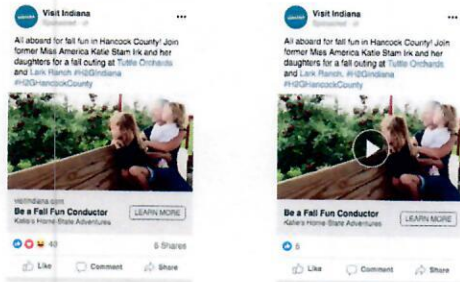 Visit Indiana
Sponsored
All aboard for fall fun in Hancock County! Join
former Miss America Katie Stam Irk and her
daughters for a fall outing at Tuttle Orchards
and Lark Ranch. #H2GIndiana
#H2GHancockCounty
visitindiana.com
Be a Fall Fun Conductor
Katie's Home-State Adventures
LEARN MORE
40
5 Shares
Like
Comment
Share
Visit Indiana
Sponsored
All aboard for fall fun in Hancock County! Join
former Miss America Katie Stam Irk and her
daughters for a fall outing at Tuttle Orchards
and Lark Ranch. #H2GIndiana
#H2GHancockCounty
Be a Fall Fun Conductor
Katie's Home-State Adventures
LEARN MORE
5
Like
Comment
Share